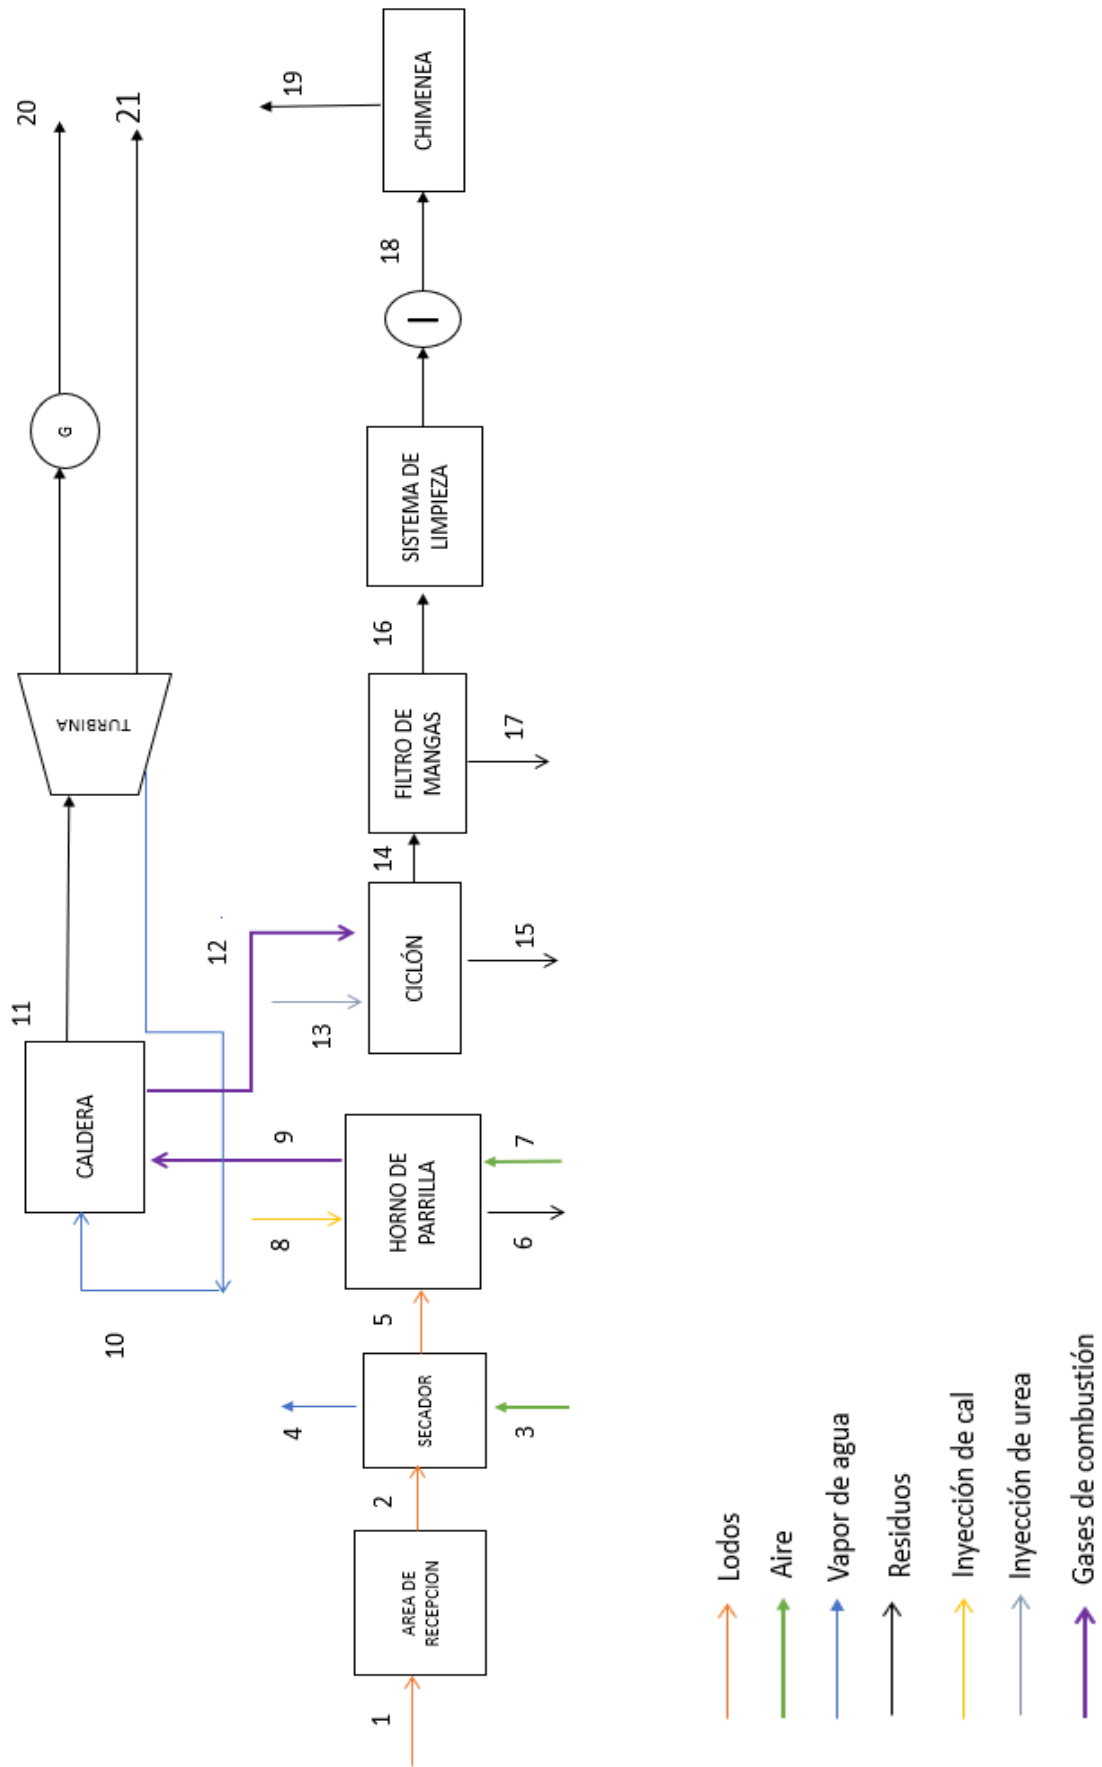 1
AREA DE
RECEPCION
2
3
SECADOR
4
5
6
7
HORNO DE
PARRILLA
8
9
10
CALDERA
11
12
13
CICLÓN
14
15
FILTRO DE
MANGAS
16
17
SISTEMA DE
LIMPIEZA
I
18
CHIMENEA
19
TURBINA
G
20
21
Lodos
Aire
Vapor de agua
Residuos
Inyección de cal
Inyección de urea
Gases de combustión